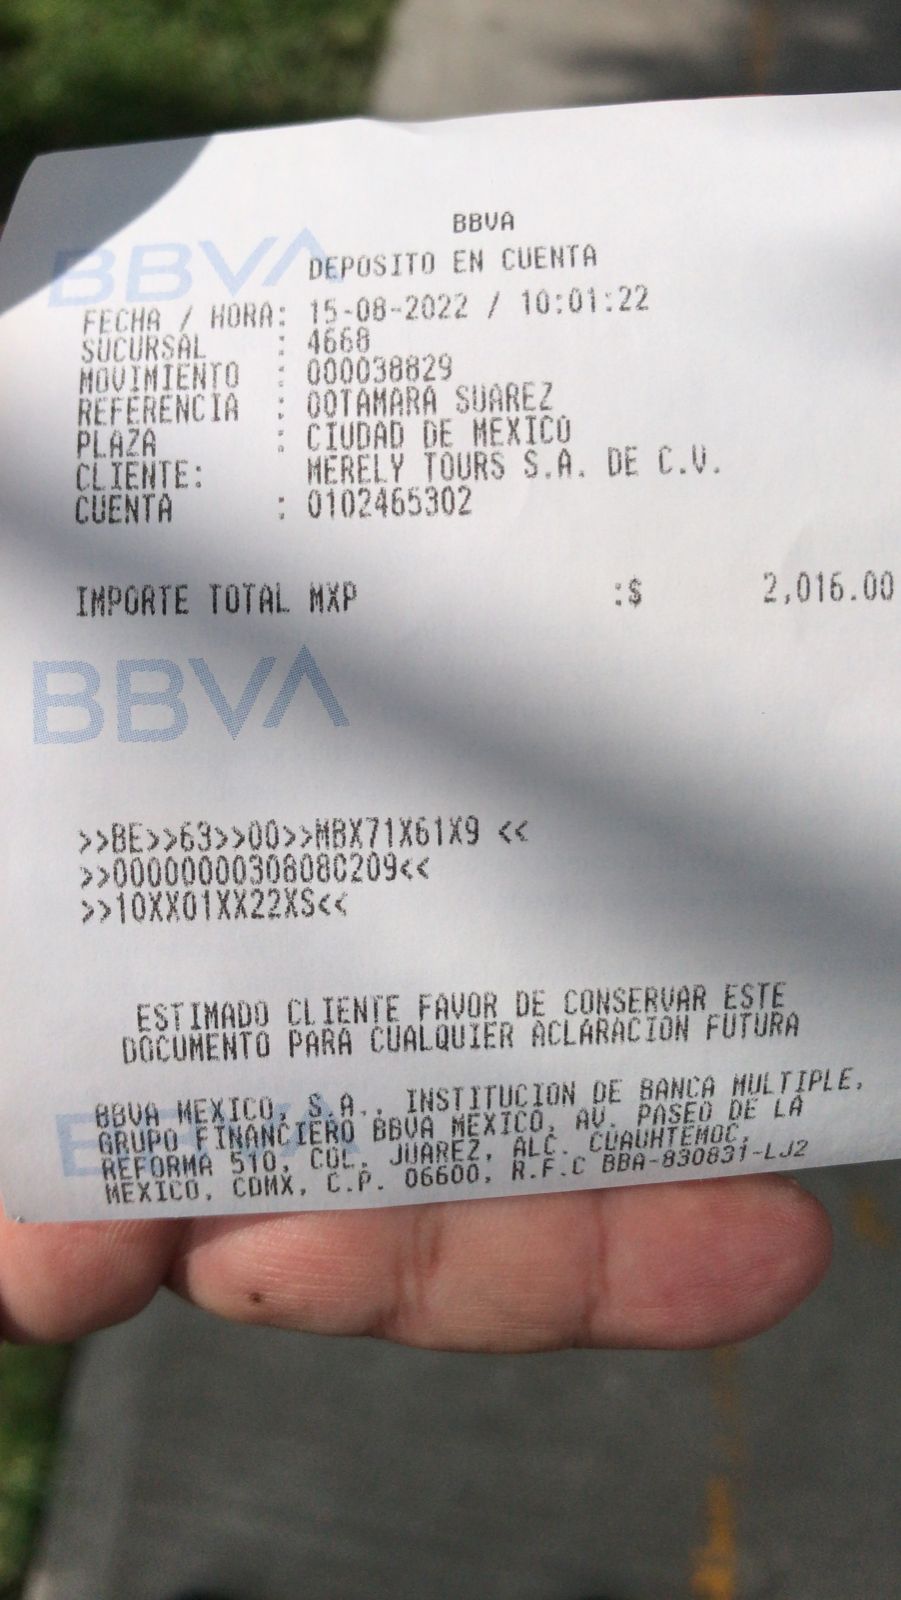 BBVA
DEPOSITO EN CUENTA
FECHA / HORA: 15-08-2022 / 10:01:22
SUCURSAL : 4668
MOVIMIENTO : 000038829
REFERENCIA : 00TAMARA SUAREZ
PLAZA : CIUDAD DE MEXICO
CLIENTE: MERELY TOURS S.A. DE C.V.
CUENTA : 0102465302
IMPORTE TOTAL MXP :$ 2,016.00
BBVA
>>BE>>63>>00>>MBX71X61X9 <<
>>0000000030808C209<<
>>10XX01XX22XS<<
ESTIMADO CLIENTE FAVOR DE CONSERVAR ESTE
DOCUMENTO PARA CUALQUIER ACLARACION FUTURA
BBVA MEXICO, S.A., INSTITUCION DE BANCA MULTIPLE,
GRUPO FINANCIERO BBVA MEXICO, AV. PASEO DE LA
REFORMA 510, COL. JUAREZ, ALC. CUAUHTEMOC,
MEXICO, CDMX, C.P. 06600, R.F.C BBA-830831-LJ2